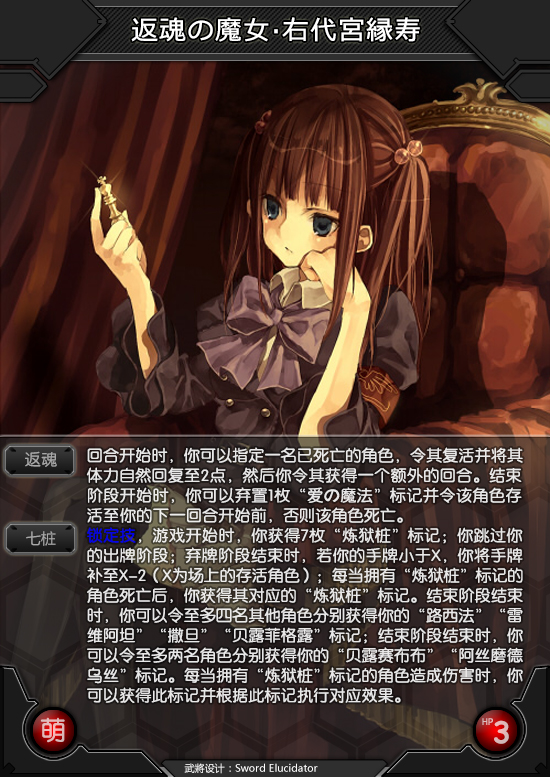 返魂の魔女·右代宮縁寿
返魂
回合开始时，你可以指定一名已死亡的角色，令其复活并将其
体力自然回复至2点，然后你令其获得一个额外的回合。结束
阶段开始时，你可以弃置1枚“爱の魔法”标记并令该角色存
活至你的下一回合开始前，否则该角色死亡。
七桩
锁定技，游戏开始时，你获得7枚“炼狱桩”标记；你跳过你
的出牌阶段；弃牌阶段结束时，若你的手牌小于X，你将手牌
补至X-2（X为场上的存活角色）；每当拥有“炼狱桩”标记的
角色死亡后，你获得其对应的“炼狱桩”标记。结束阶段结束
时，你可以令至多四名其他角色分别获得你的“路西法”“雷
维阿坦”“撒旦”“贝露菲格露”标记；结束阶段结束时，你
可以令至多两名角色分别获得你的“贝露赛布布”“阿丝磨德
乌丝”标记。每当拥有“炼狱桩”标记的角色造成伤害时，你
可以获得此标记并根据此标记执行对应效果。
萌
HP
3
武将设计：Sword Elucidator